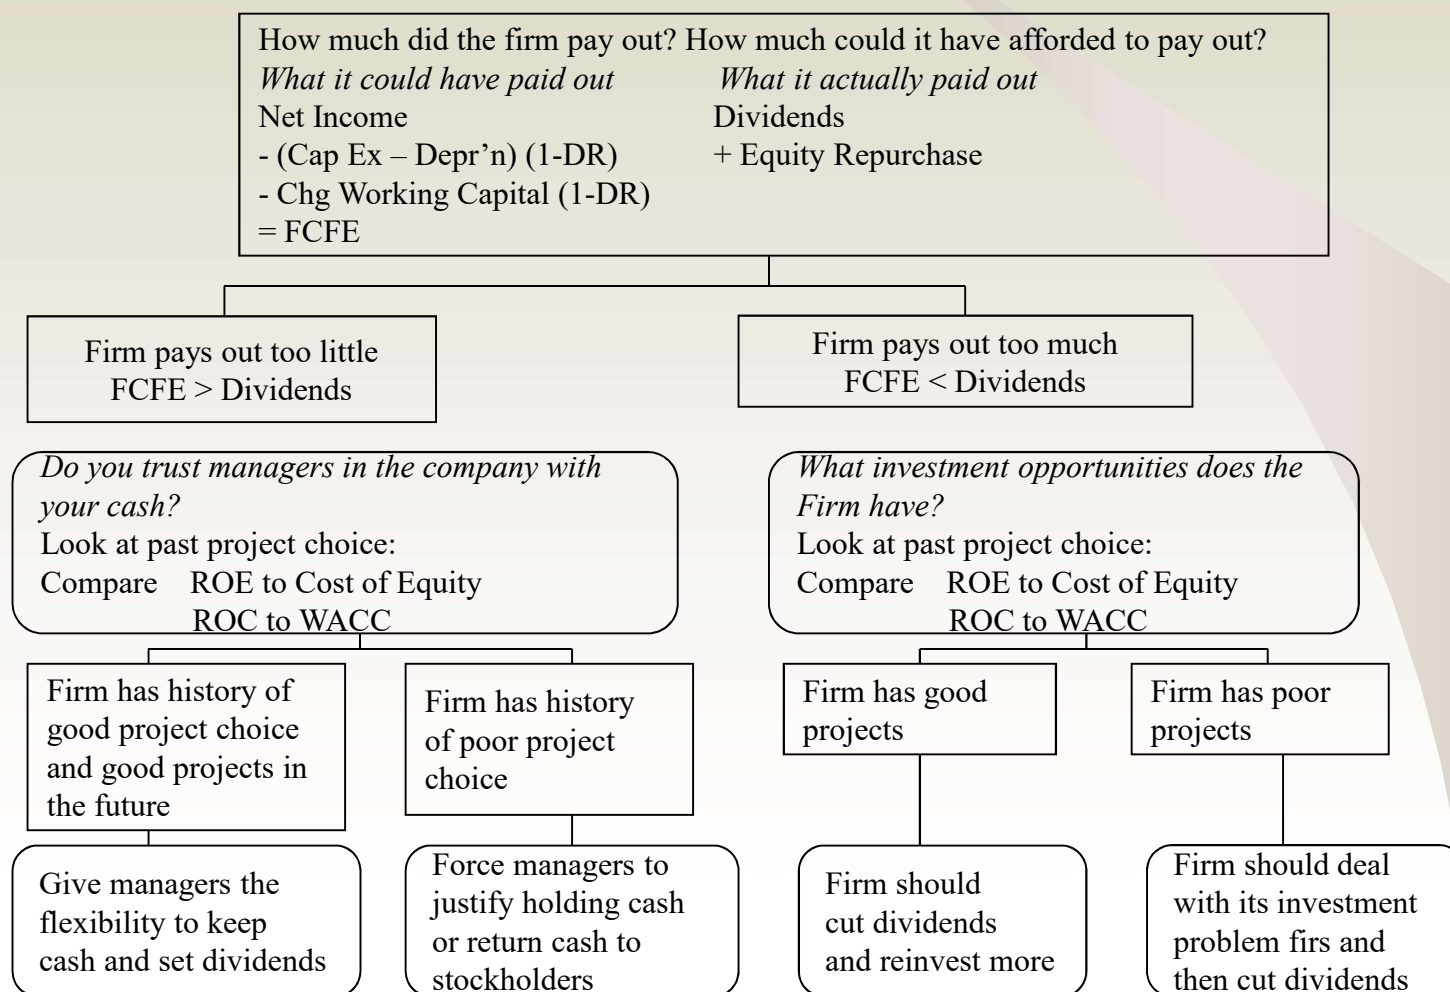 How much did the firm pay out? How much could it have afforded to pay out?
What it could have paid out What it actually paid out
Net Income Dividends
- (Cap Ex – Depr’n) (1-DR) + Equity Repurchase
- Chg Working Capital (1-DR)
= FCFE
Firm pays out too little
FCFE > Dividends
Firm pays out too much
FCFE < Dividends
Do you trust managers in the company with
your cash?
Look at past project choice:
Compare ROE to Cost of Equity
ROC to WACC
What investment opportunities does the
Firm have?
Look at past project choice:
Compare ROE to Cost of Equity
ROC to WACC
Firm has history of
good project choice
and good projects in
the future
Firm has history
of poor project
choice
Firm has good
projects
Firm has poor
projects
Give managers the
flexibility to keep
cash and set dividends
Force managers to
justify holding cash
or return cash to
stockholders
Firm should
cut dividends
and reinvest more
Firm should deal
with its investment
problem firs and
then cut dividends